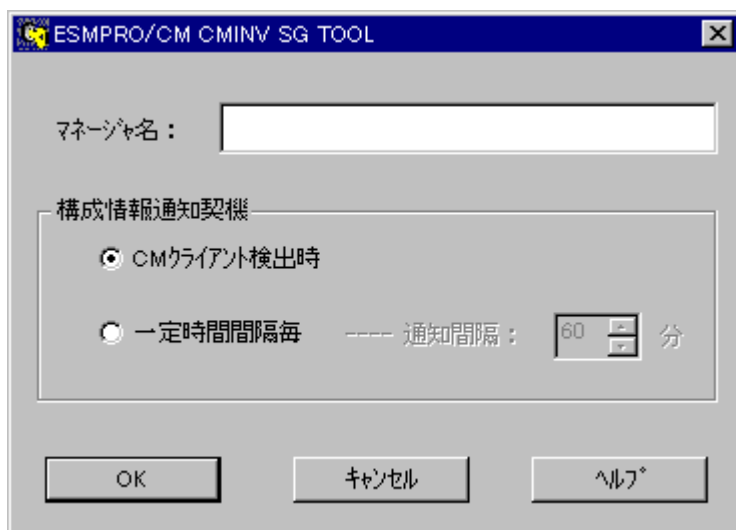 ESMPRO/CM CMINV SG TOOL
ﾏﾈｰｼﾞｬ名：
構成情報通知契機
CMｸﾗｲｱﾝﾄ検出時
一定時間間隔毎 ---- 通知間隔： 60 分
OK ｷｬﾝｾﾙ ﾍﾙﾌﾟ